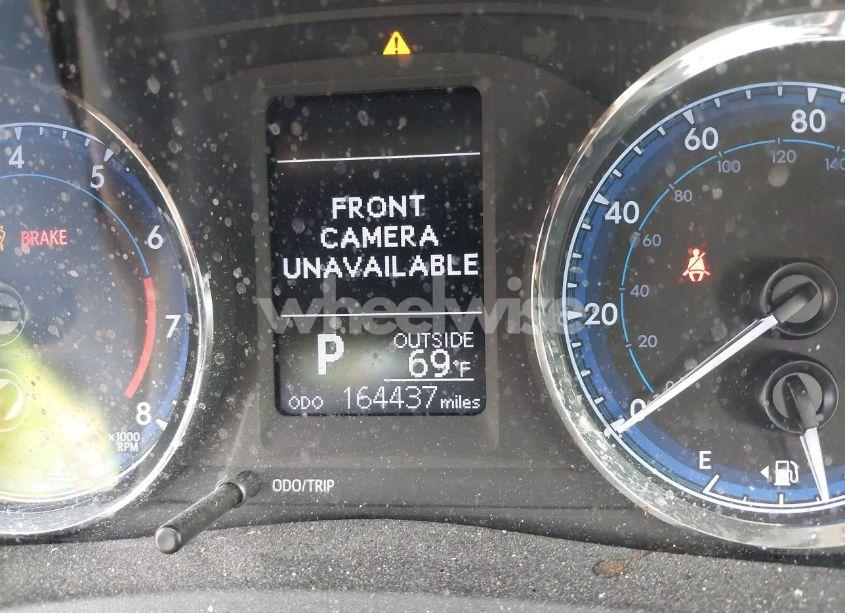 4
5
6
7
8
x1000
RPM
BRAKE
FRONT
CAMERA
UNAVAILABLE
P
OUTSIDE
69°F
ODO 164437 miles
ODO/TRIP
wheelwise
0
20
40
60
80
20
40
60
80
100
120
140
E